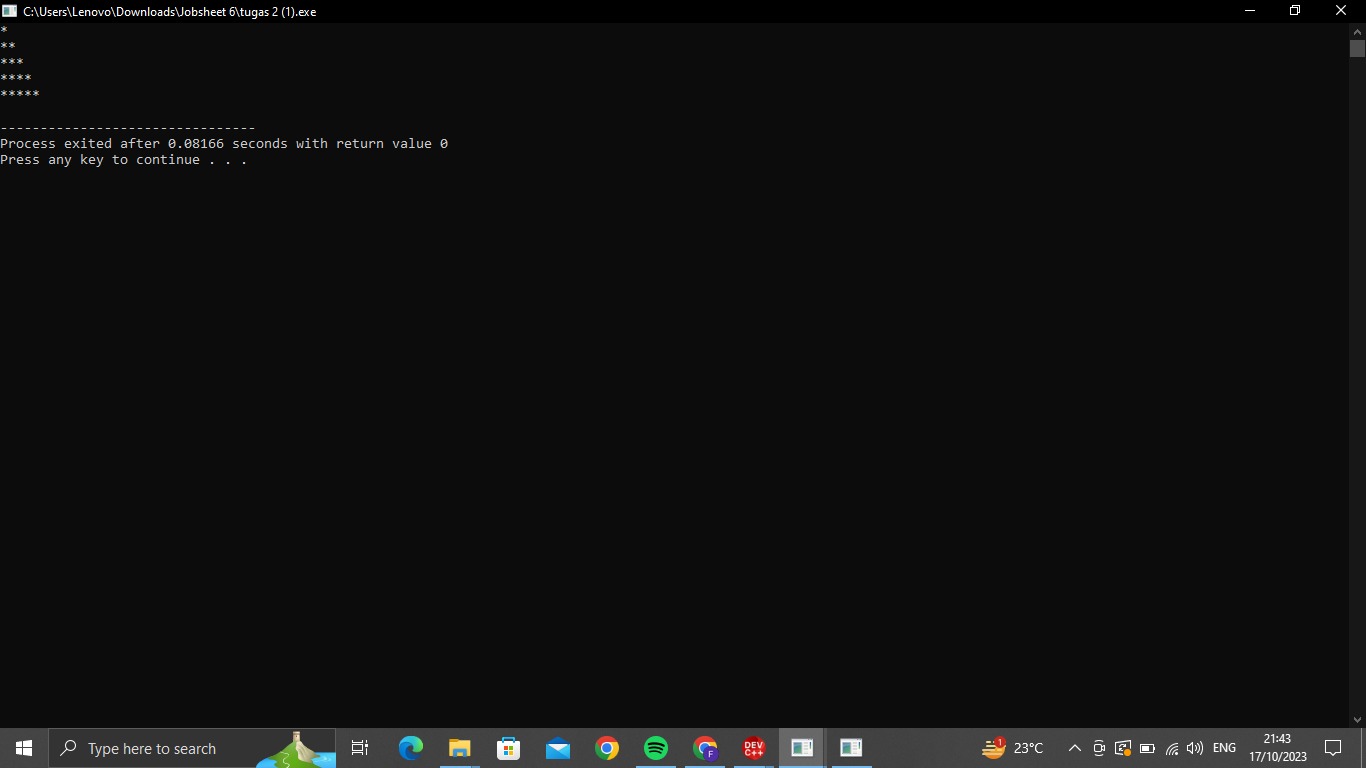 C:\Users\Lenovo\Downloads\Jobsheet 6\tugas 2 (1).exe
*
**
***
****
*****
--------------------------------
Process exited after 0.08166 seconds with return value 0
Press any key to continue . . .
Type here to search
DEV
C++
F
1
23°C
ENG
21:43
17/10/2023